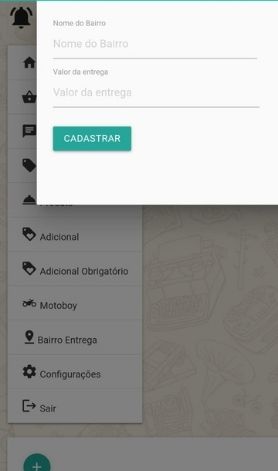 Nome do Bairro
Nome do Bairro
Valor da entrega
Valor da entrega
CADASTRAR
Adicional
Adicional Obrigatório
Motoboy
Bairro Entrega
Configurações
Sair